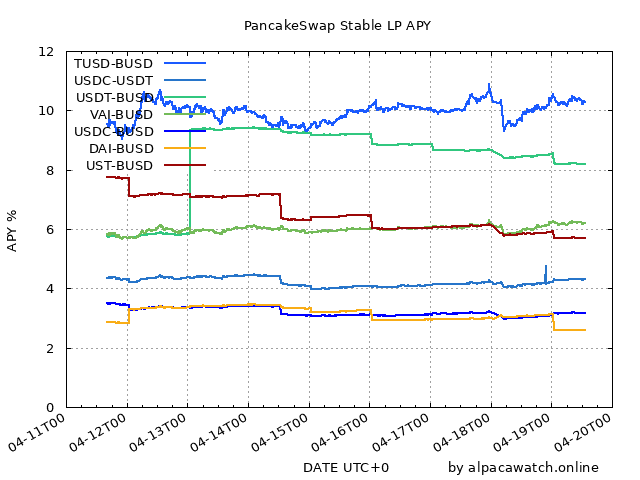 PancakeSwap Stable LP APY
12
10
8
6
4
2
0
APY %
TUSD-BUSD
USDC-USDT
USDT-BUSD
VAI-BUSD
USDC-BUSD
DAI-BUSD
UST-BUSD
04-11T00
04-12T00
04-13T00
04-14T00
04-15T00
04-16T00
04-17T00
04-18T00
04-19T00
04-20T00
DATE UTC+0
by alpacawatch.online